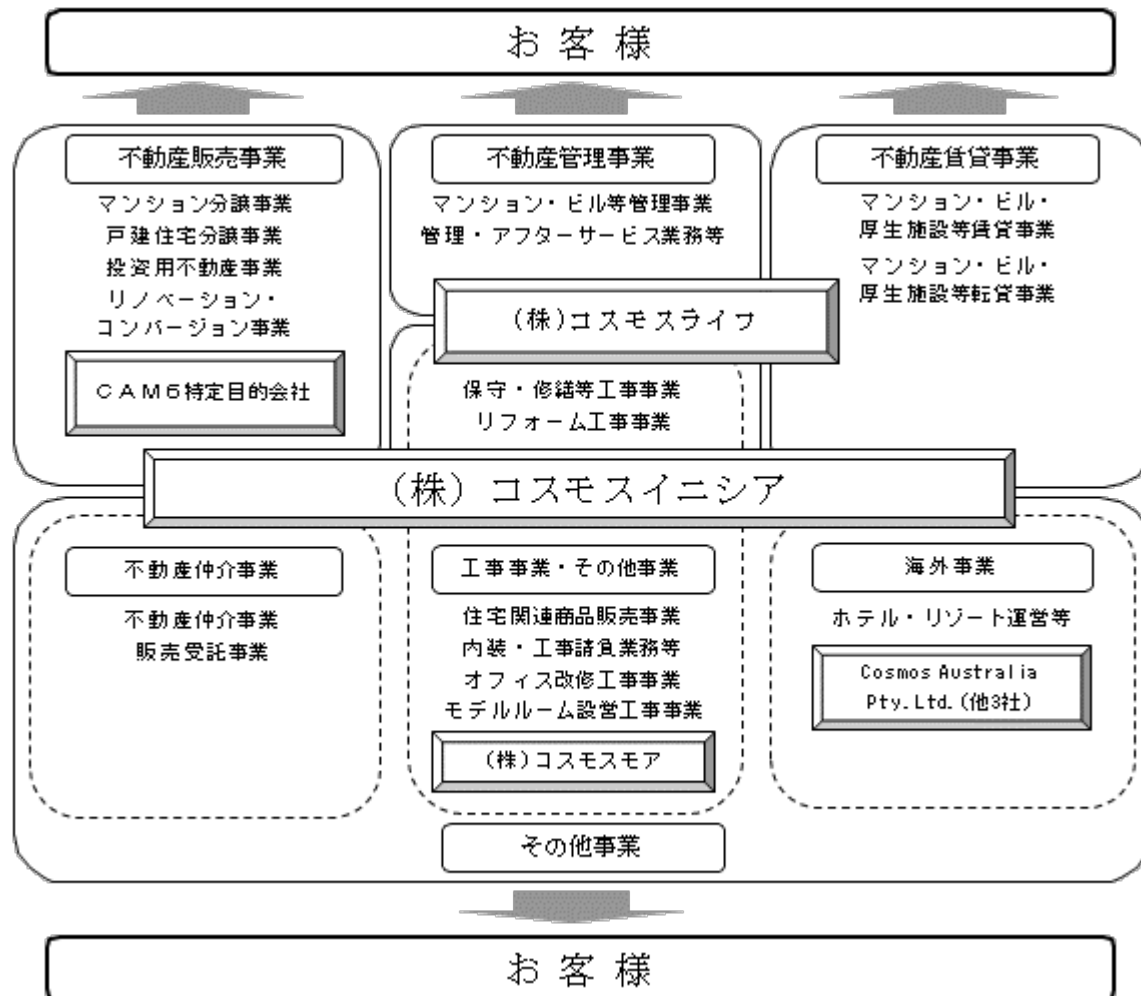 お客様
不動産販売事業
マンション分譲事業
戸建住宅分譲事業
投資用不動産事業
リノベーション・
コンバージョン事業
CAM6特定目的会社
不動産管理事業
マンション・ビル等管理事業
管理・アフターサービス業務等
(株)コスモスライフ
保守・修繕等工事事業
リフォーム工事事業
不動産賃貸事業
マンション・ビル・
厚生施設等賃貸事業
マンション・ビル・
厚生施設等転貸事業
(株)コスモスイニシア
不動産仲介事業
不動産仲介事業
販売受託事業
工事事業・その他事業
住宅関連商品販売事業
内装・工事請負業務等
オフィス改修工事事業
モデルルーム設営工事事業
(株)コスモスモア
海外事業
ホテル・リゾート運営等
Cosmos Australia
Pty.Ltd.(他3社)
その他事業
お客様